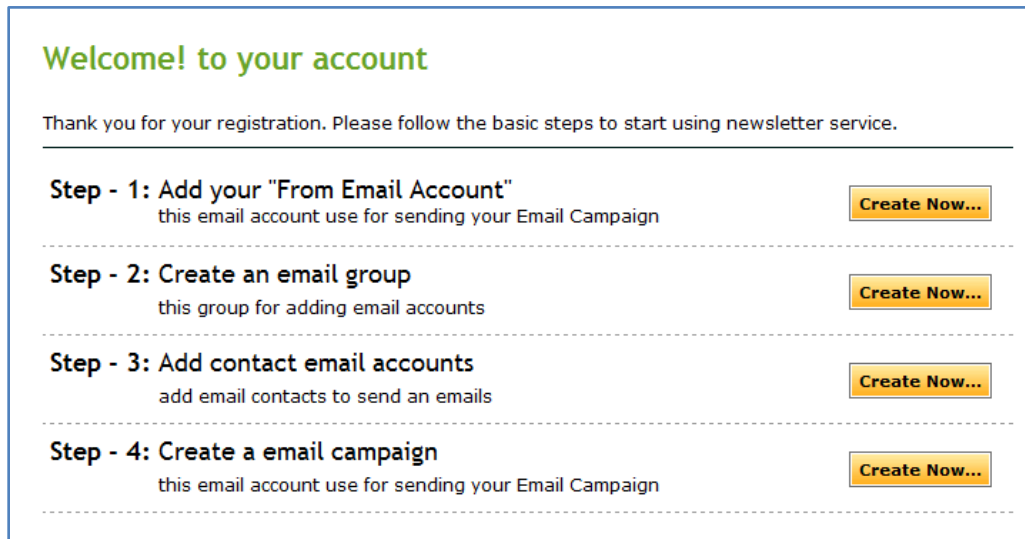 Welcome! to your account
Thank you for your registration. Please follow the basic steps to start using newsletter service.
Step - 1: Add your "From Email Account"
this email account use for sending your Email Campaign
Create Now...
Step - 2: Create an email group
this group for adding email accounts
Create Now...
Step - 3: Add contact email accounts
add email contacts to send an emails
Create Now...
Step - 4: Create a email campaign
this email account use for sending your Email Campaign
Create Now...